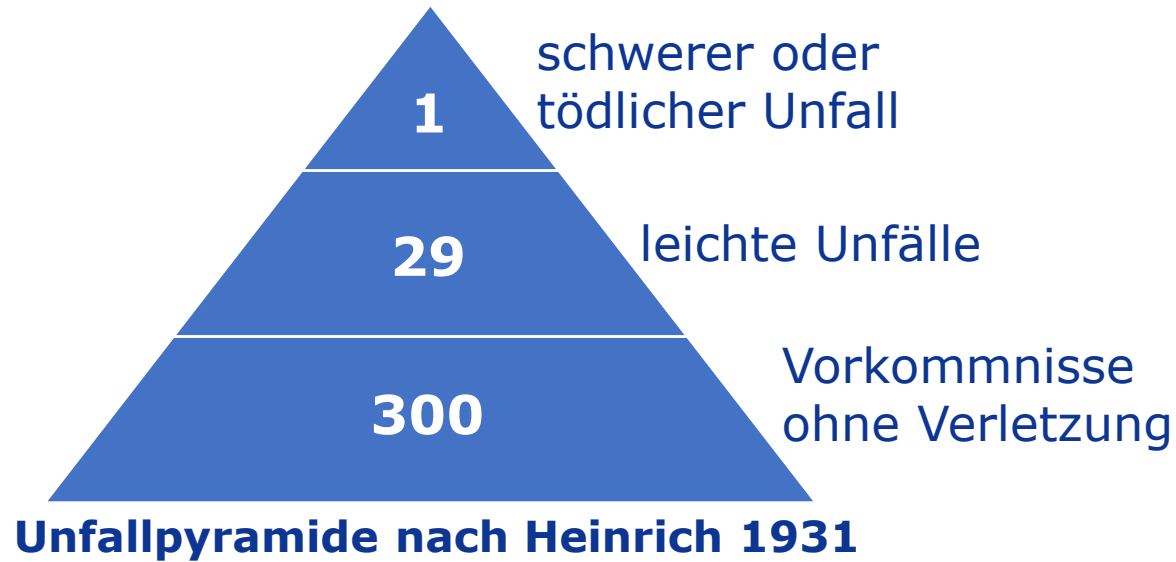 1
schwerer oder
tödlicher Unfall
29
leichte Unfälle
300
Vorkommnisse
ohne Verletzung
Unfallpyramide nach Heinrich 1931